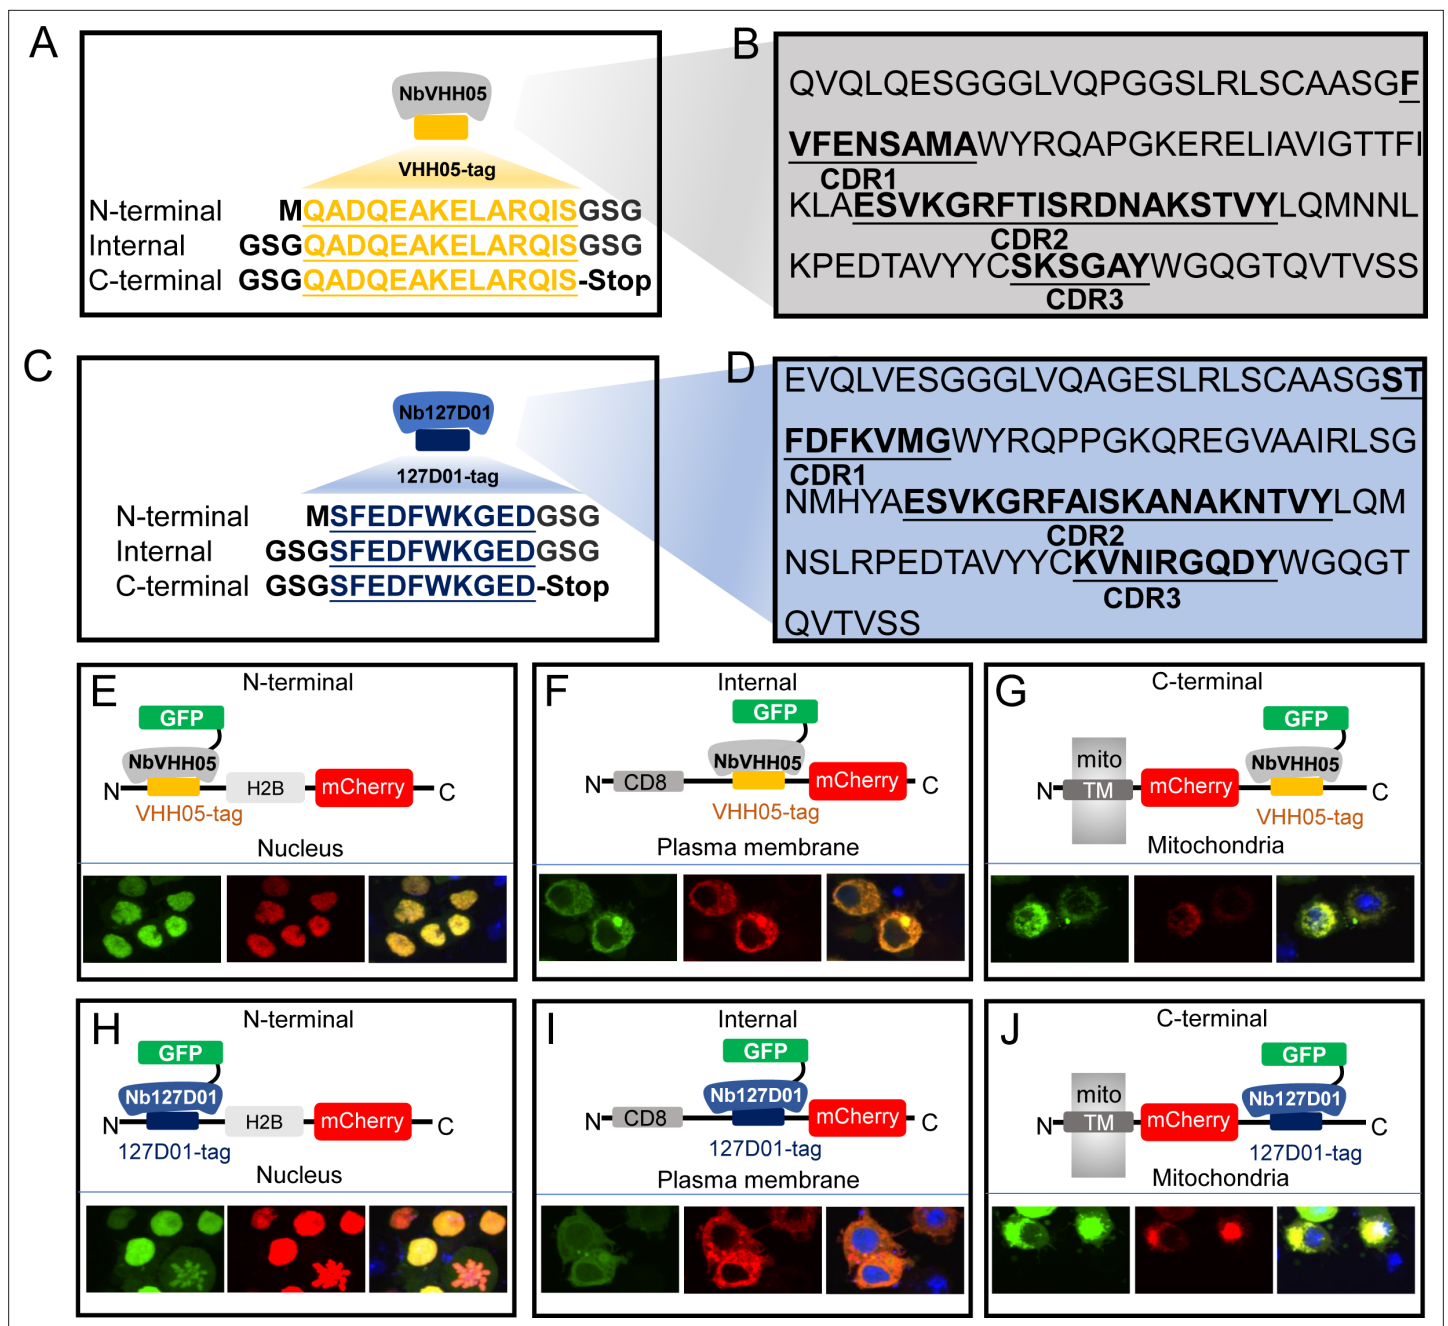 A
NbVHH05
VHH05-tag
N-terminal MQADQEAKELARQISGSG
Internal GSGQADQEAKELARQISGSG
C-terminal GSGQADQEAKELARQIS-Stop
B
QVQLQESGGGLVQPGGSLRLSCAASGF
VFENSAMAWYRQAPGKERELIAVIGTTFI
CDR1
KLAESVKGRFTISRDNAKSTVYLQMNNL
CDR2
KPEDTAVYYCSKSGAYWGQGTQVTVSS
CDR3
C
Nb127D01
127D01-tag
N-terminal MSFEDFWKGEDGSG
Internal GSGSFEDFWKGEDGSG
C-terminal GSGSFEDFWKGED-Stop
D
EVQLVESGGGLVQAGESLRLSCAASGST
FDFKVMGWYRQPPGKQREGVAAIRLSG
CDR1
NMHYAESVKGRFAISKANAKNTVYLQM
CDR2
NSLRPEDTAVYYCKVNIRGQDYWGQGT
CDR3
QVTVSS
E
N-terminal
GFP
NbVHH05
N H2B mCherry C
VHH05-tag
Nucleus
F
Internal
GFP
NbVHH05
N CD8 mCherry C
VHH05-tag
Plasma membrane
G
C-terminal
GFP
mito NbVHH05
N TM mCherry C
VHH05-tag
Mitochondria
H
N-terminal
GFP
Nb127D01
N H2B mCherry C
127D01-tag
Nucleus
I
Internal
GFP
Nb127D01
N CD8 mCherry C
127D01-tag
Plasma membrane
J
C-terminal
GFP
mito Nb127D01
N TM mCherry C
127D01-tag
Mitochondria